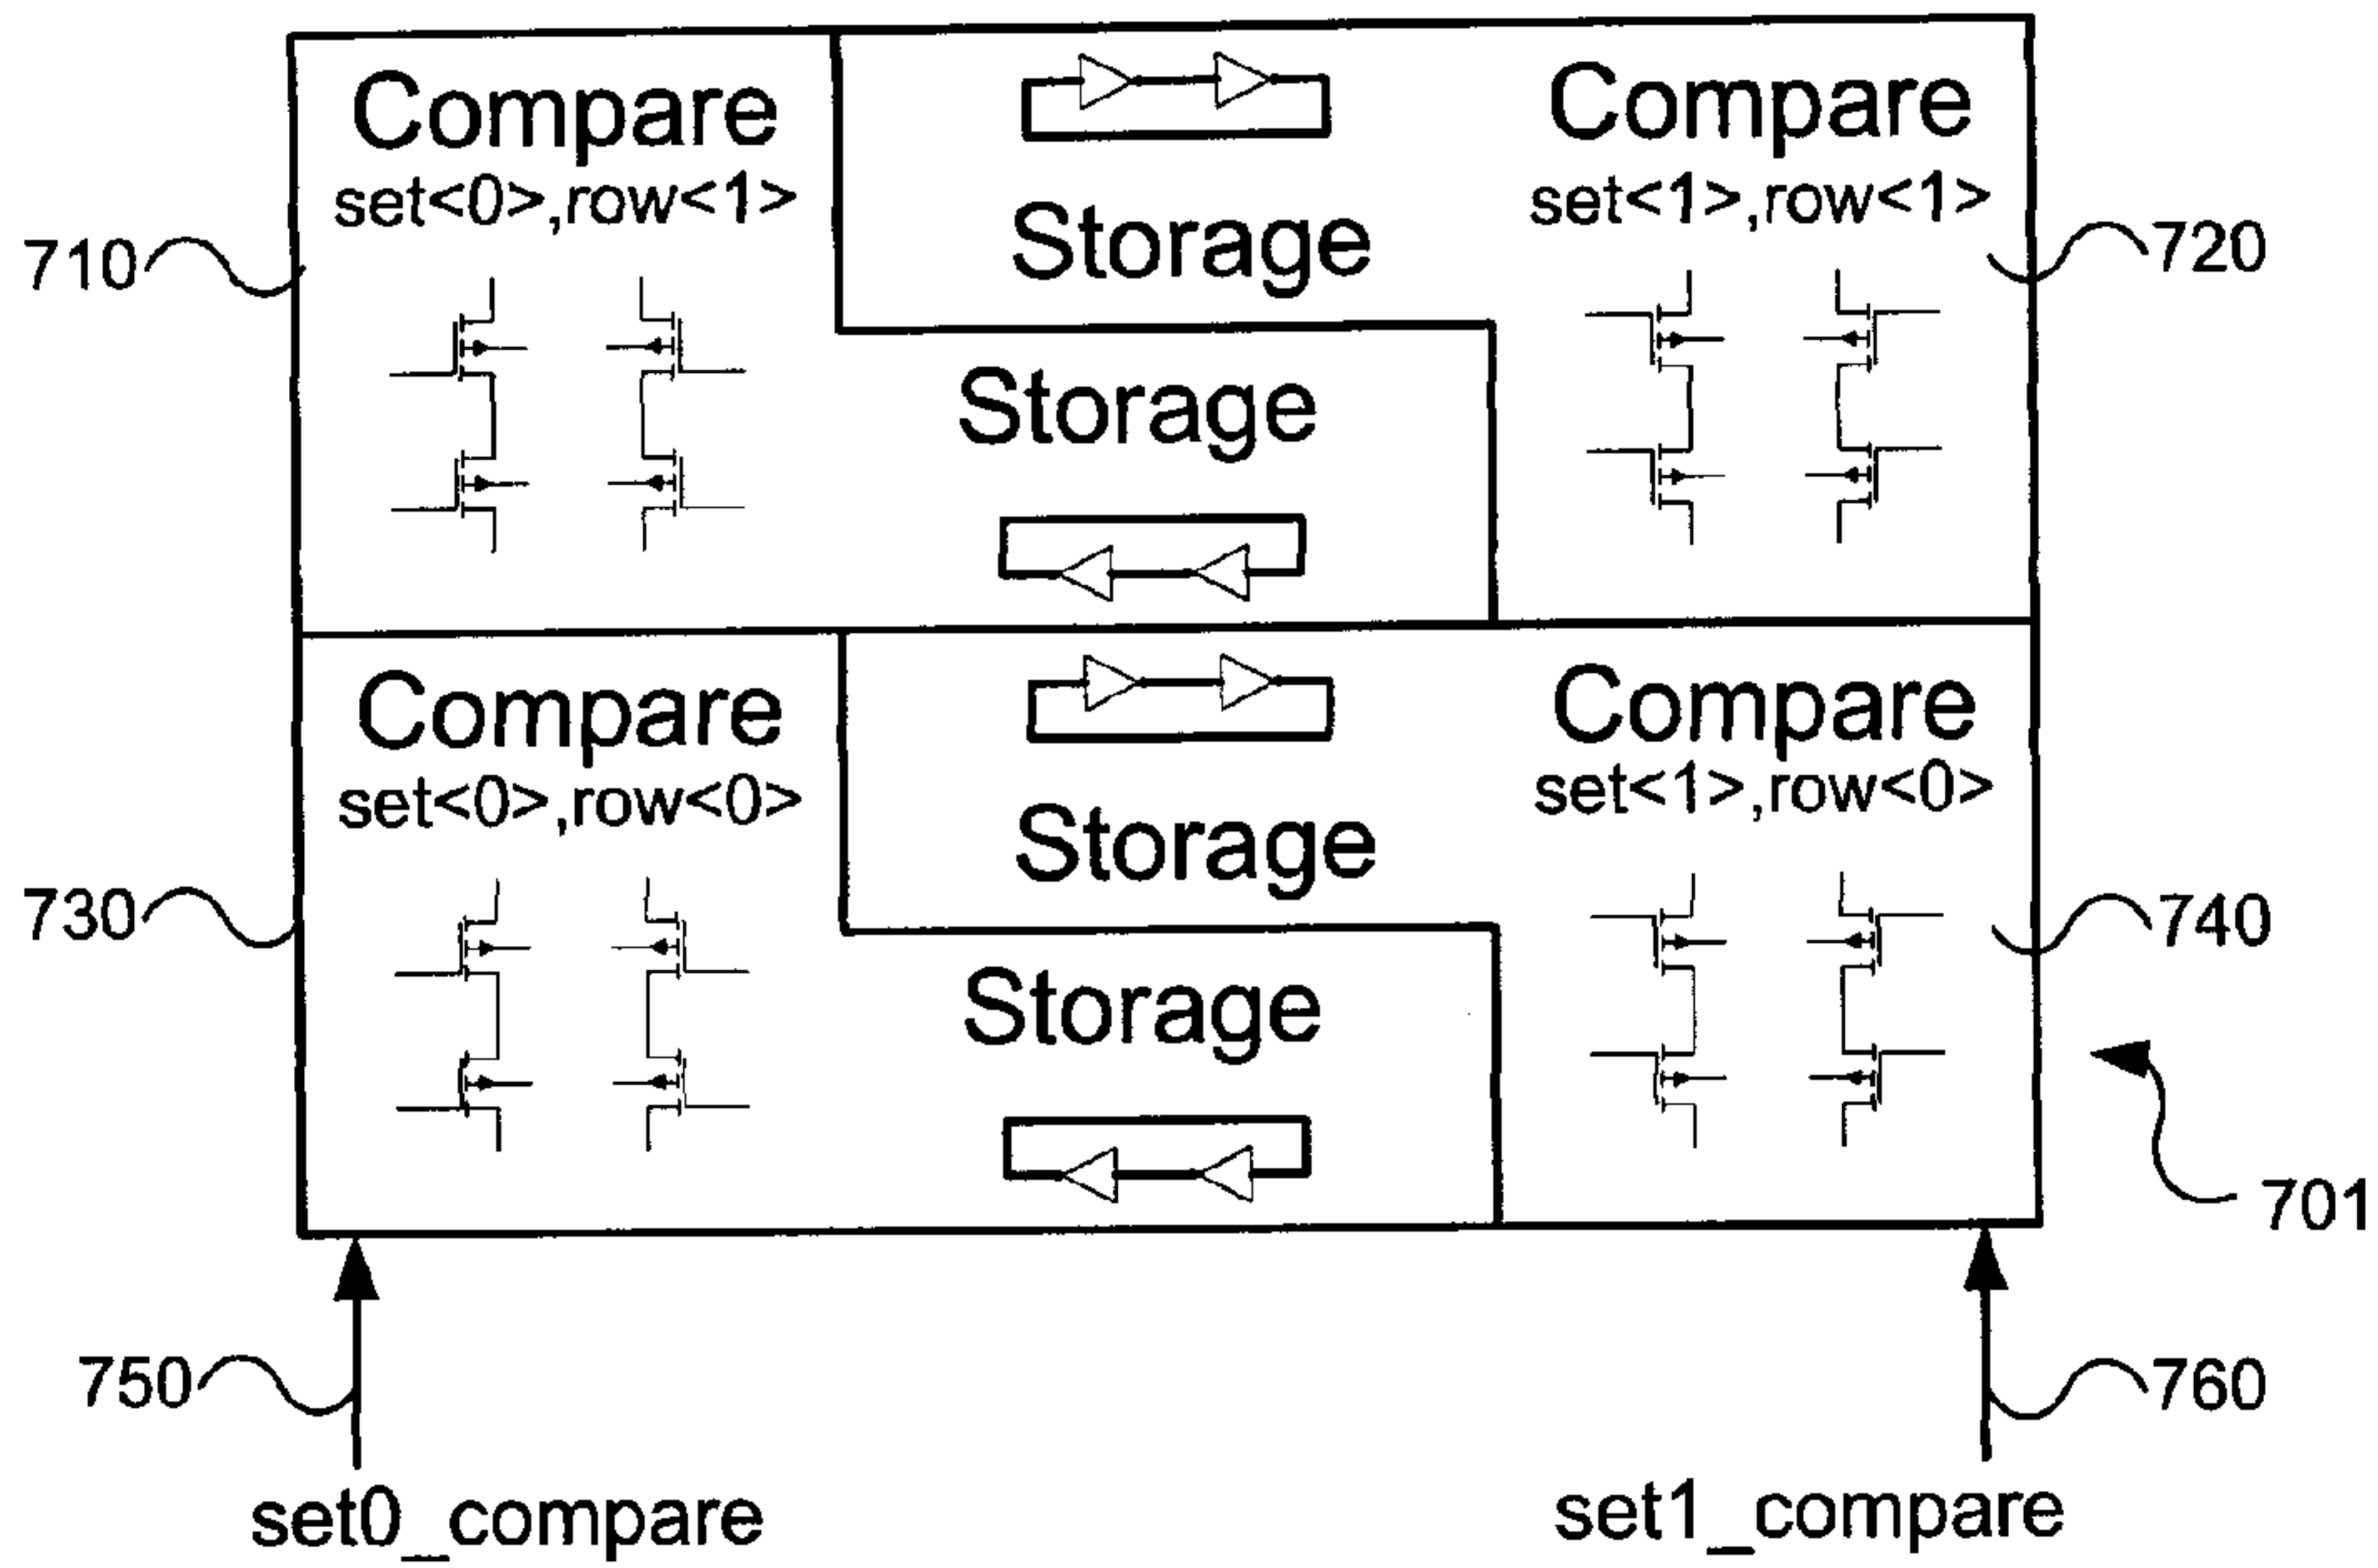 Compare
set<0>,row<1>
Storage
Compare
set<1>,row<1>
710
720
Storage
Compare
set<0>,row<0>
Storage
Compare
set<1>,row<0>
730
740
Storage
701
750
760
set0_compare
set1_compare